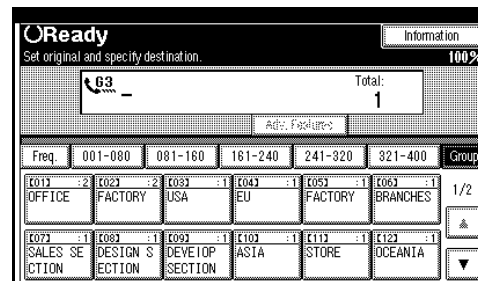 Ready
Information
Set original and specify destination.
100%
G3
Total:
1
Adv. Features
Freq. 001-080 081-160 161-240 241-320 321-400 Group
[01] :2 [02] :2 [03] :1 [04] :1 [05] :1 [06] :1
OFFICE FACTORY USA EU FACTORY BRANCHES
1/2
[07] :1 [08] :1 [09] :1 [10] :1 [11] :1 [12] :1
SALES SE DESIGN S DEVElOP ASIA STORE OCEANIA
CTION ECTION SECTION